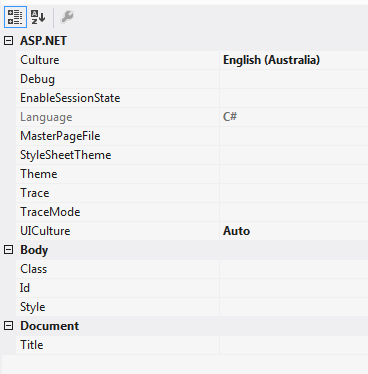 ASP.NET
Culture English (Australia)
Debug
EnableSessionState
Language C#
MasterPageFile
StyleSheetTheme
Theme
Trace
TraceMode
UICulture Auto
Body
Class
Id
Style
Document
Title